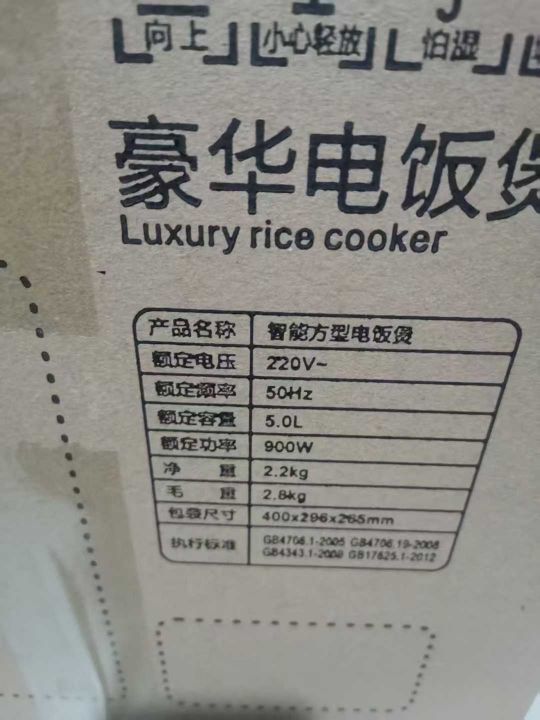 向上 小心轻放 怕湿
豪华电饭煲
Luxury rice cooker
产品名称 智能方型电饭煲
额定电压 220V~
额定频率 50Hz
额定容量 5.0L
额定功率 900W
净 重 2.2kg
毛 重 2.8kg
包装尺寸 400x296x265mm
执行标准 GB4706.1-2005 GB4706.19-2008
GB4343.1-2009 GB17625.1-2012